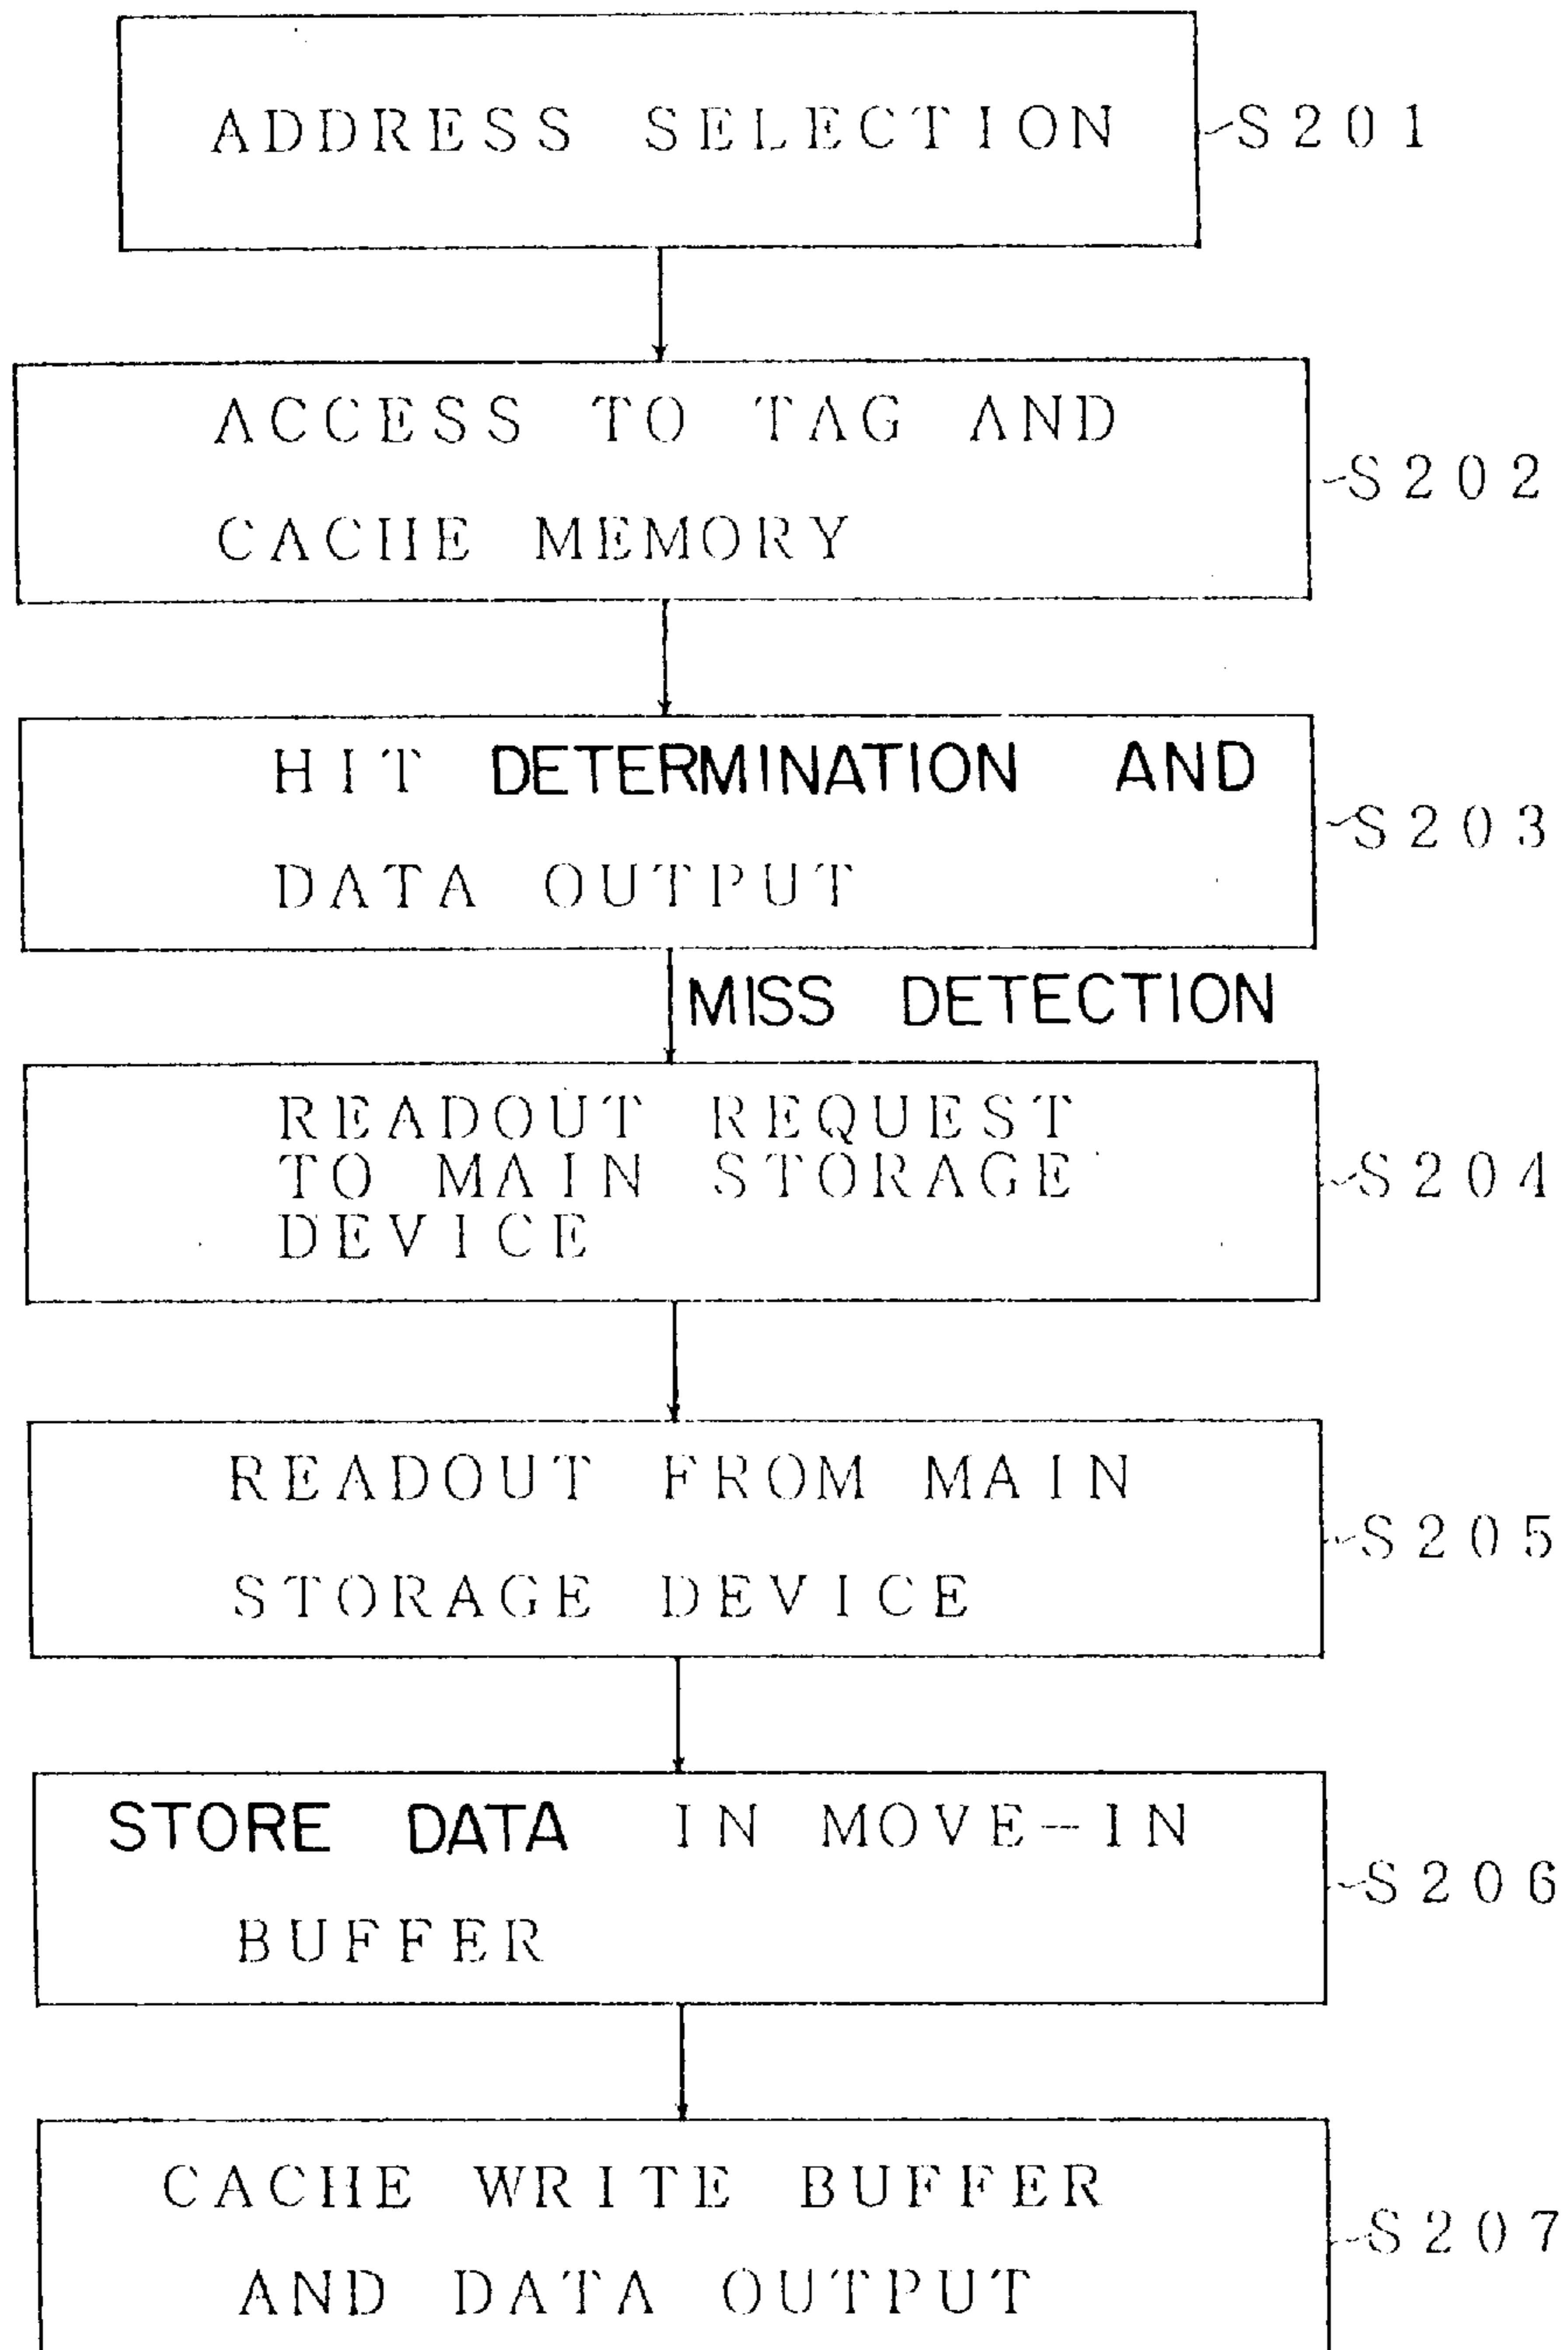 ADDRESS SELECTION
S201
ACCESS TO TAG AND
CACHE MEMORY
S202
HIT DETERMINATION AND
DATA OUTPUT
S203
MISS DETECTION
READOUT REQUEST
TO MAIN STORAGE
DEVICE
S204
READOUT FROM MAIN
STORAGE DEVICE
S205
STORE DATA IN MOVE-IN
BUFFER
S206
CACHE WRITE BUFFER
AND DATA OUTPUT
S207